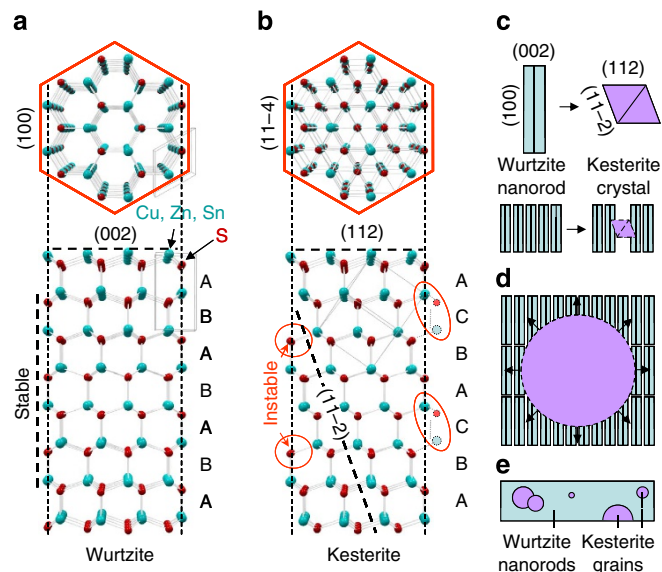 a
(100)
Cu, Zn, Sn
(002)
S
A
B
A
B
A
B
A
Stable
Wurtzite
b
(11–4)
(112)
A
C
B
A
C
B
A
Instable
(11–2)
Kesterite
c
(002)
(100)
(112)
(11–2)
Wurtzite
nanorod
Kesterite
crystal
d
e
Wurtzite
nanorods
Kesterite
grains